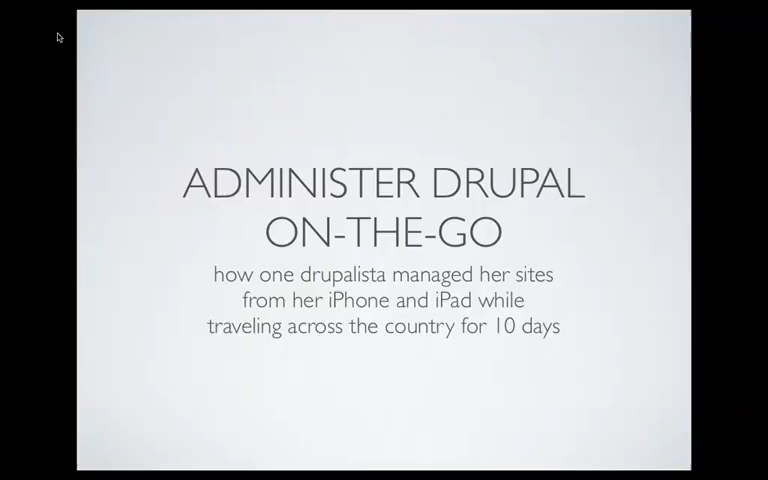 ADMINISTER DRUPAL
ON-THE-GO
how one drupalista managed her sites
from her iPhone and iPad while
traveling across the country for 10 days